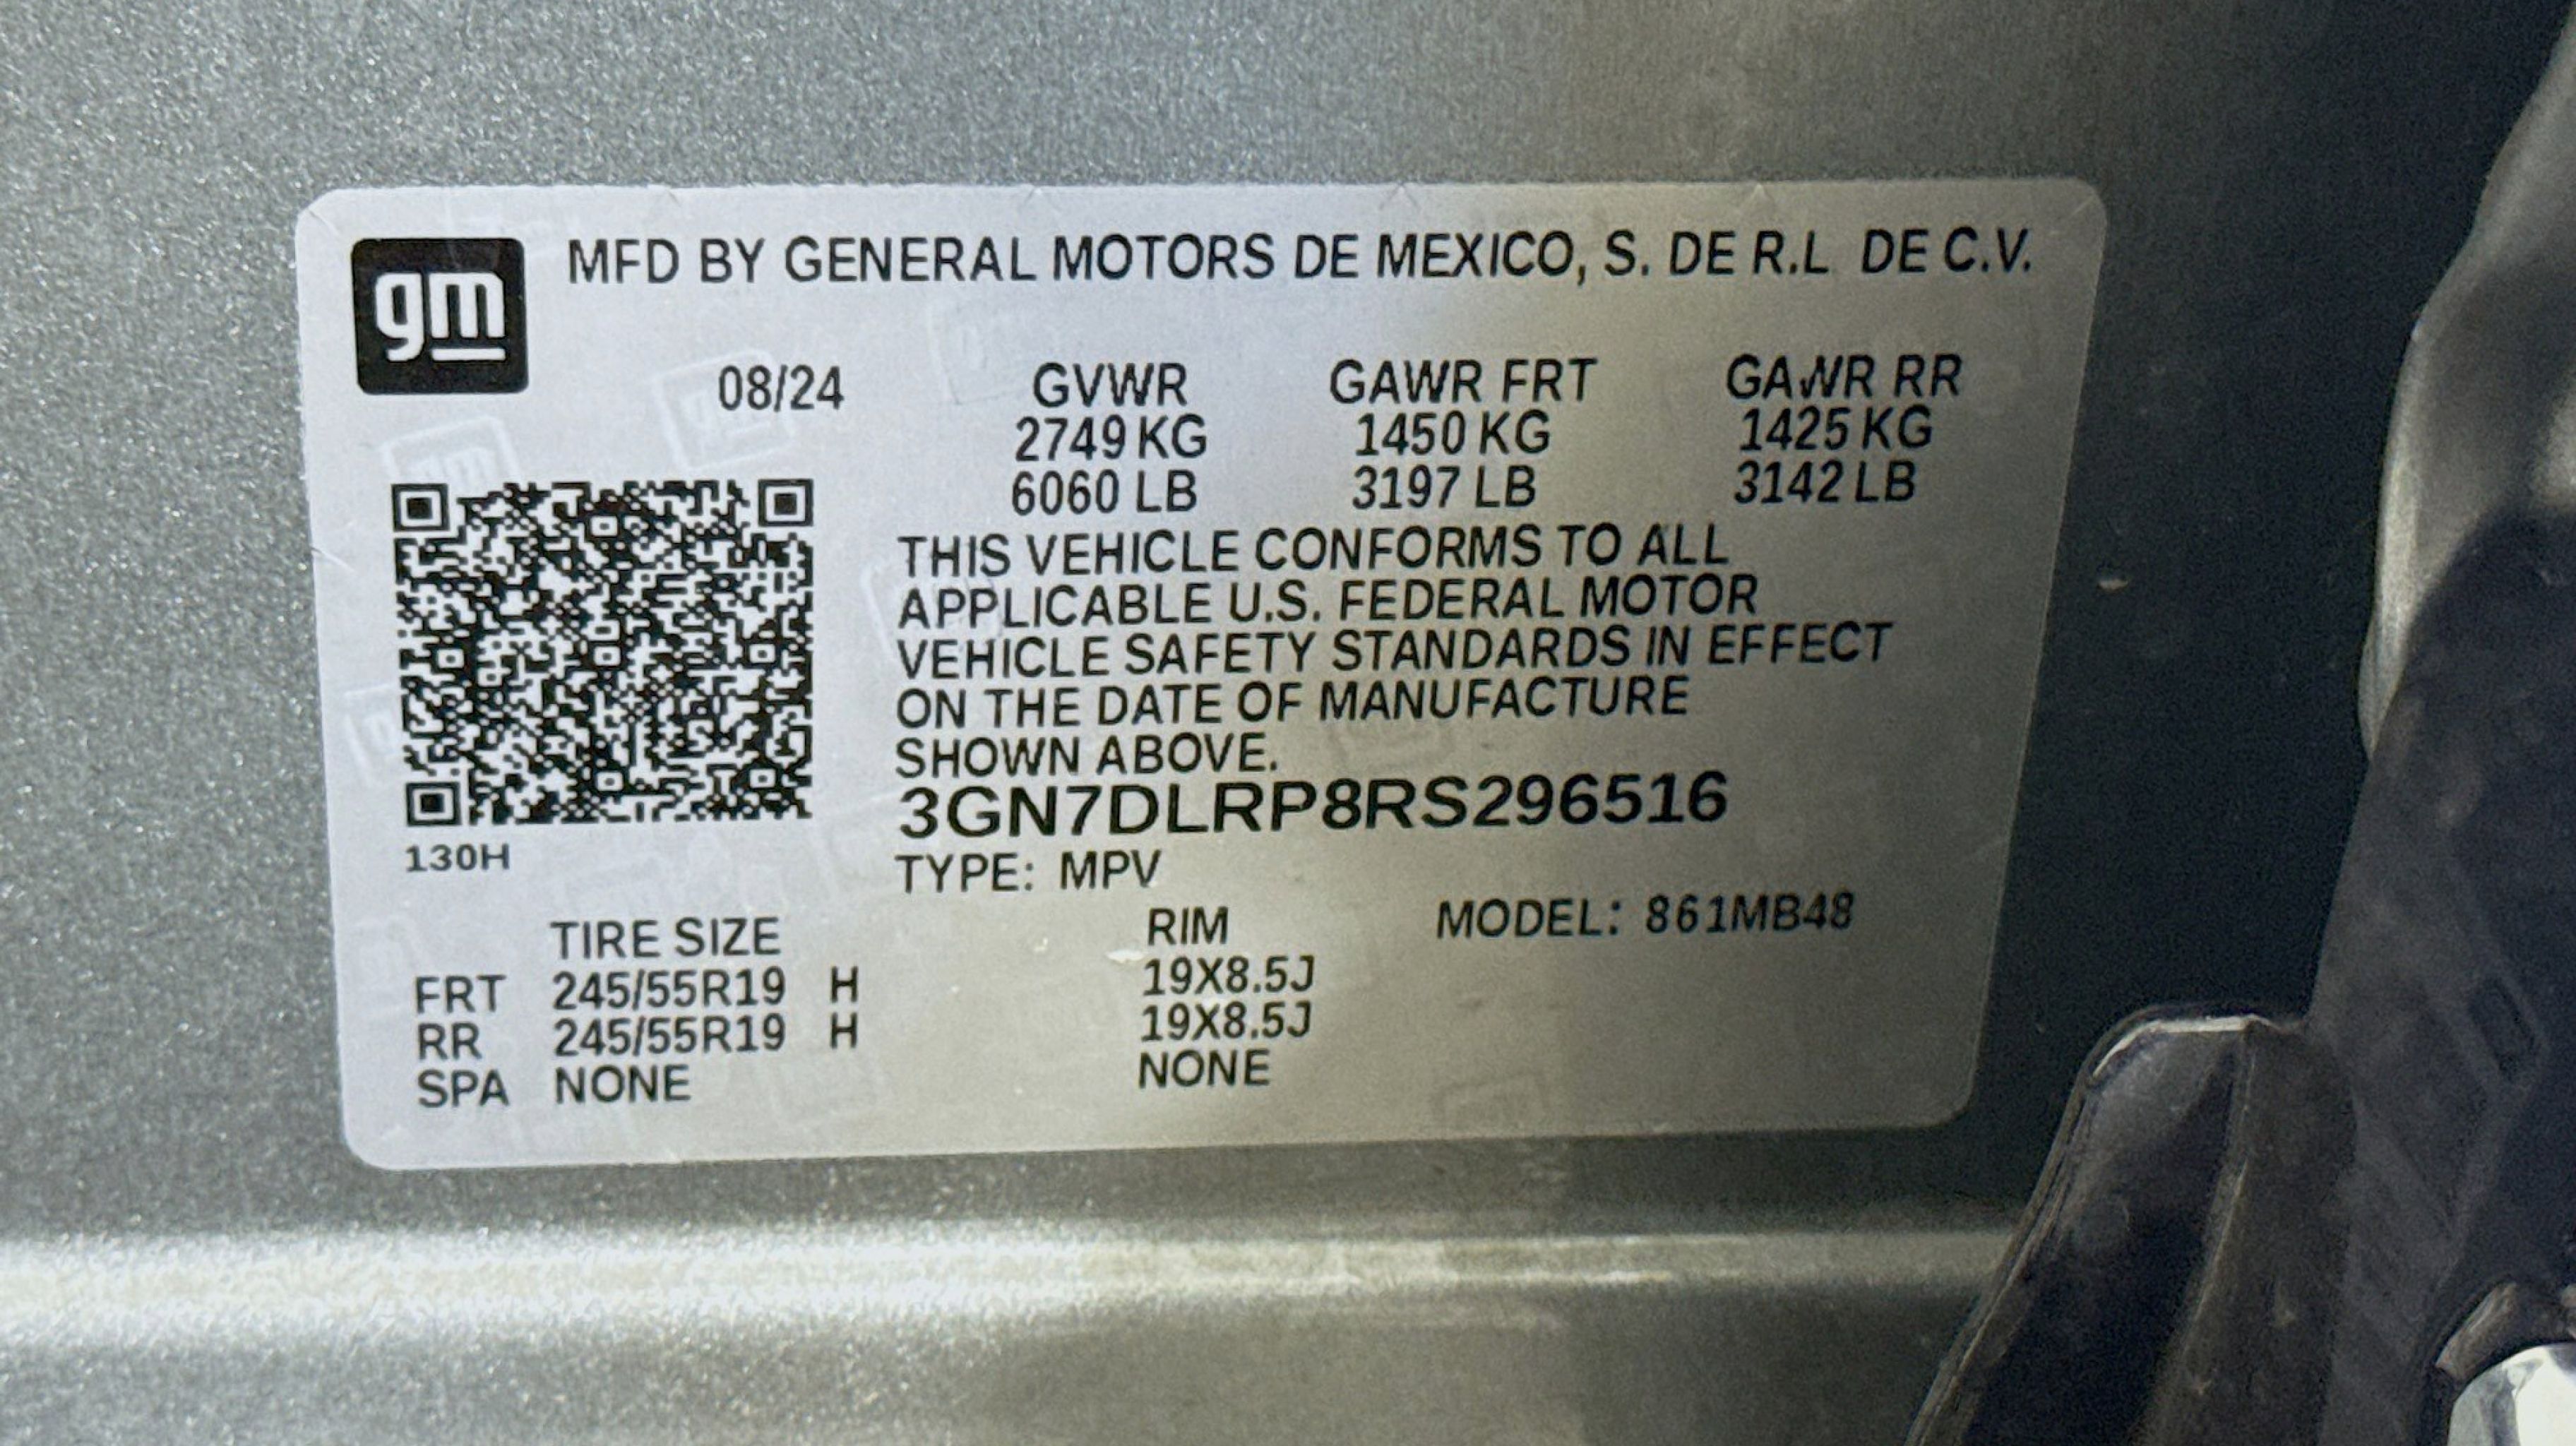 gm
MFD BY GENERAL MOTORS DE MEXICO, S. DE R.L DE C.V.
08/24 GVWR GAWR FRT GAWR RR
2749 KG 1450 KG 1425 KG
6060 LB 3197 LB 3142 LB
THIS VEHICLE CONFORMS TO ALL
APPLICABLE U.S. FEDERAL MOTOR
VEHICLE SAFETY STANDARDS IN EFFECT
ON THE DATE OF MANUFACTURE
SHOWN ABOVE.
3GN7DLRP8RS296516
130H
TYPE: MPV
TIRE SIZE RIM MODEL: 861MB48
FRT 245/55R19 H 19X8.5J
RR 245/55R19 H 19X8.5J
SPA NONE NONE